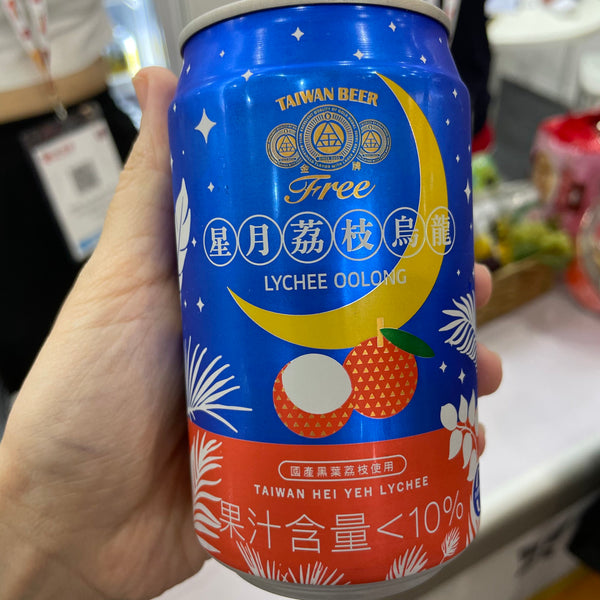 TAIWAN BEER
金 牌
Free
星月荔枝烏龍
LYCHEE OOLONG
國產黑葉荔枝使用
TAIWAN HEI YEH LYCHEE
果汁含量<10%